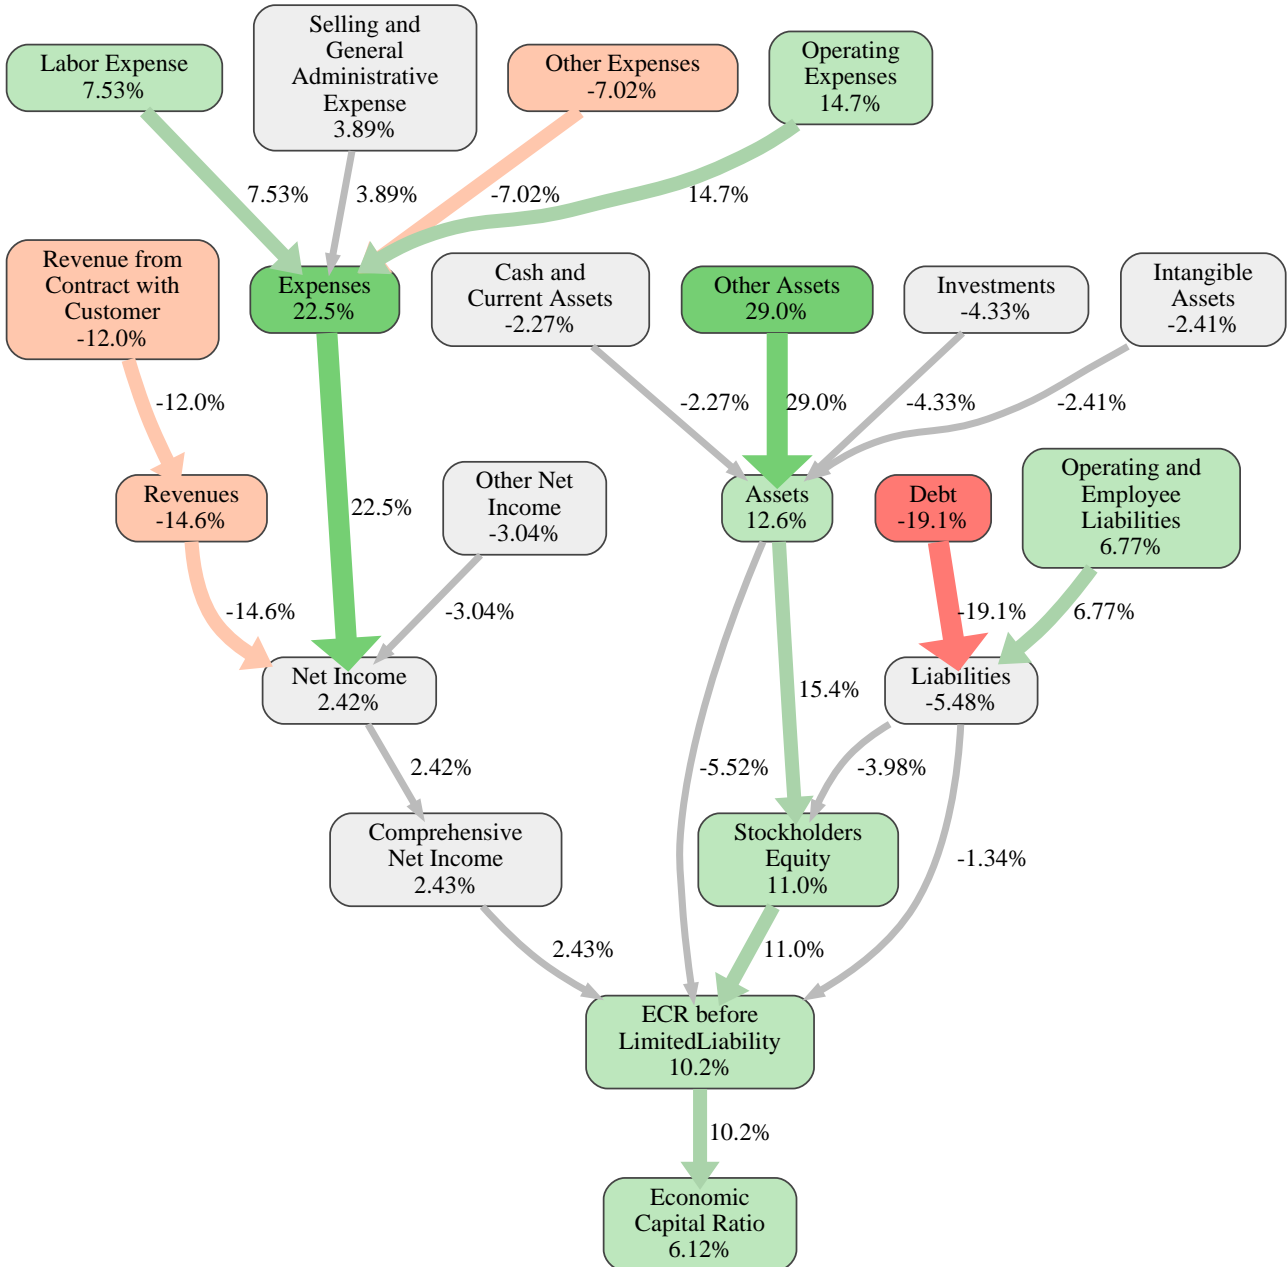 Labor Expense
7.53%
Selling and
General
Administrative
Expense
3.89%
Other Expenses
-7.02%
Operating
Expenses
14.7%
7.53%
3.89%
-7.02%
14.7%
Revenue from
Contract with
Customer
-12.0%
Expenses
22.5%
Cash and
Current Assets
-2.27%
Other Assets
29.0%
Investments
-4.33%
Intangible
Assets
-2.41%
-12.0%
-2.27%
29.0%
-4.33%
-2.41%
Revenues
-14.6%
22.5%
Other Net
Income
-3.04%
Assets
12.6%
Debt
-19.1%
Operating and
Employee
Liabilities
6.77%
-14.6%
-3.04%
-19.1%
6.77%
Net Income
2.42%
15.4%
Liabilities
-5.48%
2.42%
-5.52%
-3.98%
Comprehensive
Net Income
2.43%
Stockholders
Equity
11.0%
-1.34%
2.43%
11.0%
ECR before
LimitedLiability
10.2%
10.2%
Economic
Capital Ratio
6.12%